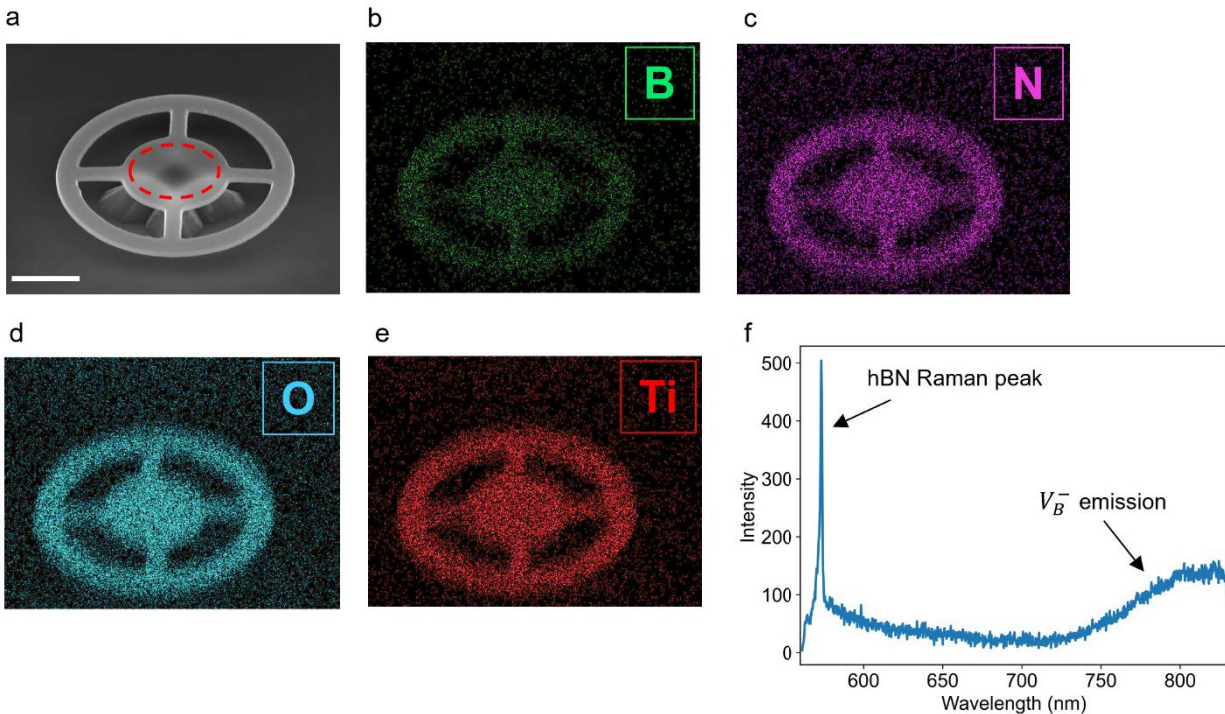 a
b
c
B
N
d
e
f
O
Ti
500
400
300
200
100
0
Intensity
hBN Raman peak
V_B^- emission
600
650
700
750
800
Wavelength (nm)